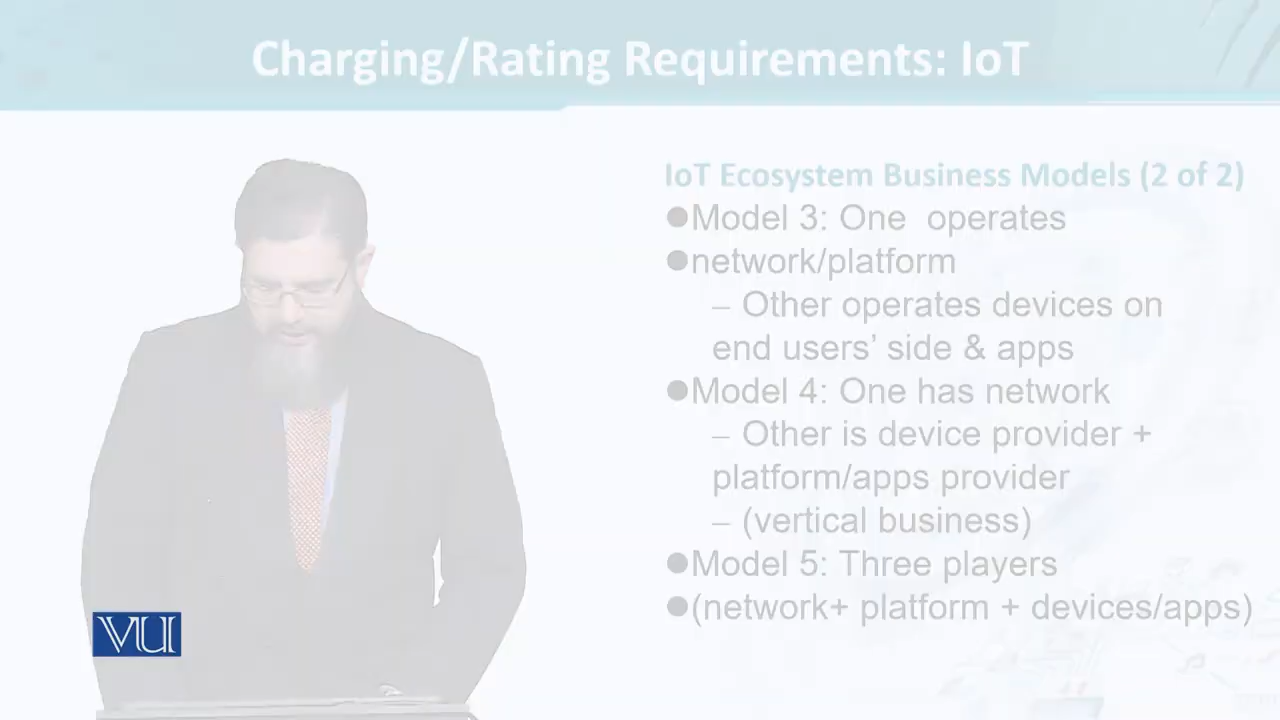 Charging/Rating Requirements: IoT
IoT Ecosystem Business Models (2 of 2)
●Model 3: One operates
●network/platform
– Other operates devices on
end users’ side & apps
●Model 4: One has network
– Other is device provider +
platform/apps provider
– (vertical business)
●Model 5: Three players
●(network+ platform + devices/apps)
VU